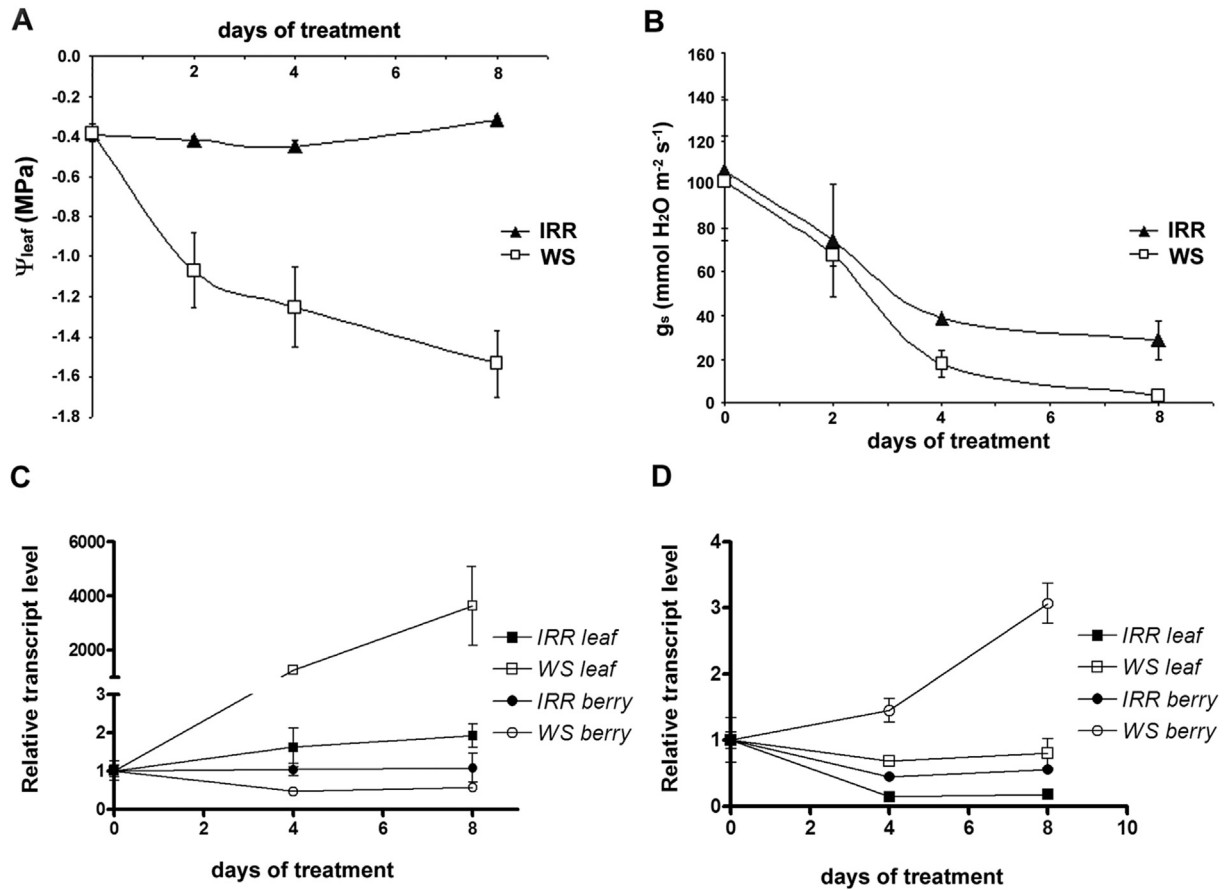 A
days of treatment
0.0
2 4 6 8
-0.2
-0.4
-0.6
-0.8
-1.0
-1.2
-1.4
-1.6
-1.8
Ψleaf (MPa)
IRR
WS
B
160
140
120
100
80
60
40
20
0
gs (mmol H2O m-2 s-1)
IRR
WS
0 2 4 6 8
days of treatment
C
6000
4000
2000
3
2
1
0
Relative transcript level
IRR leaf
WS leaf
IRR berry
WS berry
0 2 4 6 8
days of treatment
D
4
3
2
1
0
Relative transcript level
IRR leaf
WS leaf
IRR berry
WS berry
0 2 4 6 8 10
days of treatment